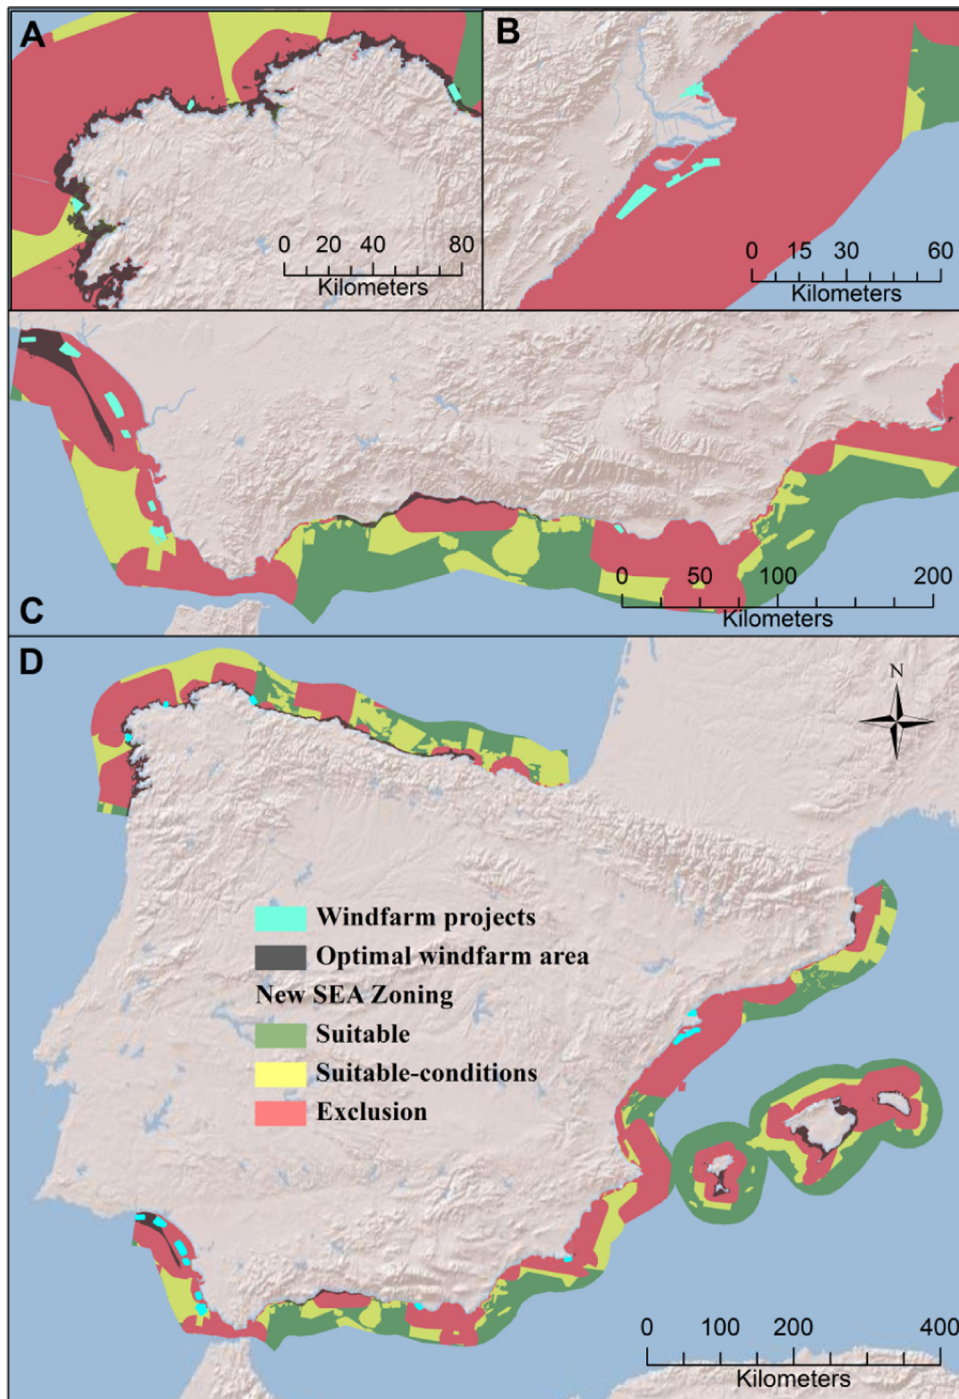 A
B
0 20 40 80
Kilometers
0 15 30 60
Kilometers
C
0 50 100 200
Kilometers
D
N
Windfarm projects
Optimal windfarm area
New SEA Zoning
Suitable
Suitable-conditions
Exclusion
0 100 200 400
Kilometers